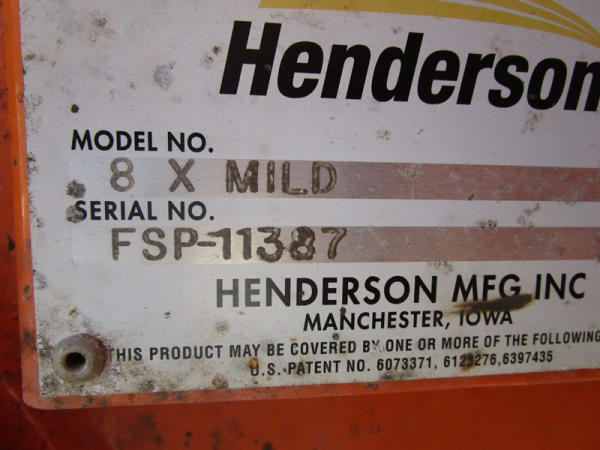 Henderson
MODEL NO.
8 X MILD
SERIAL NO.
FSP-11387
HENDERSON MFG INC
MANCHESTER, IOWA
THIS PRODUCT MAY BE COVERED BY ONE OR MORE OF THE FOLLOWING
U.S. PATENT NO. 6073371, 6123276,6397435